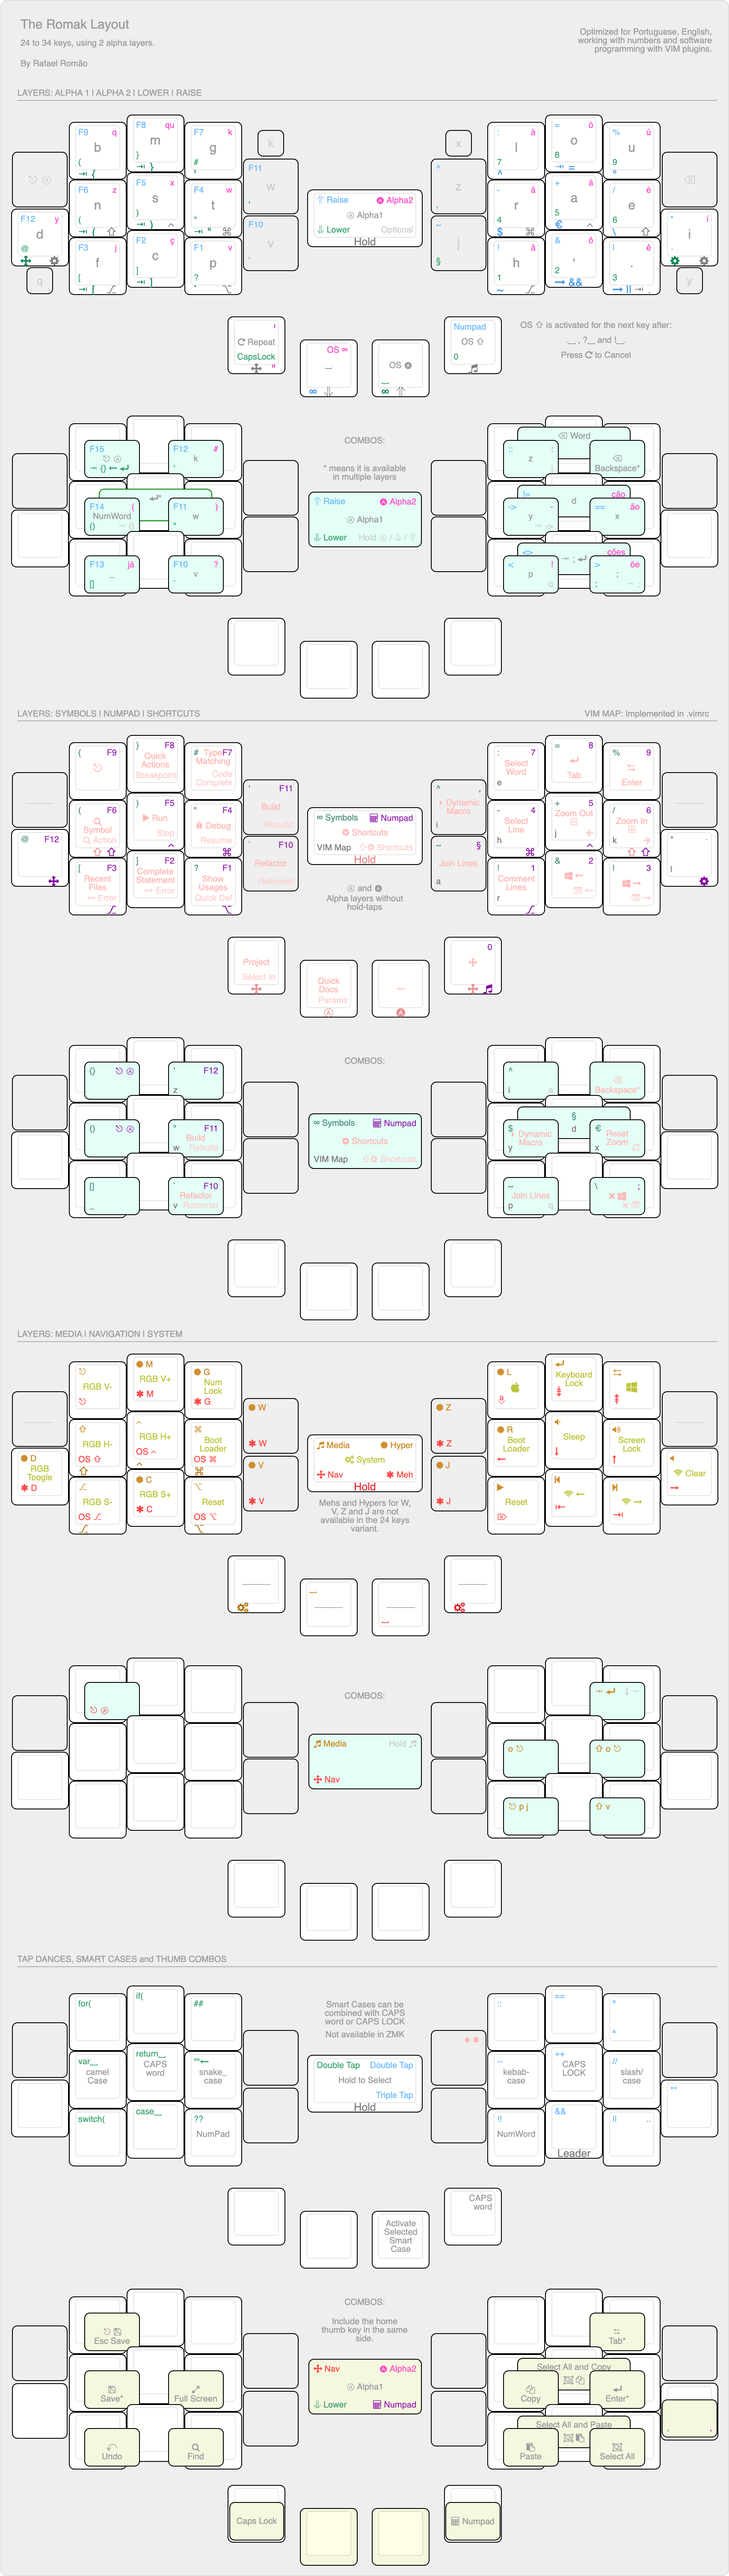 The Romak Layout
24 to 34 keys, using 2 alpha layers.
By Rafael Romão
Optimized for Portuguese, English,
working with numbers and software
programming with VIM plugins.
LAYERS: ALPHA 1 | ALPHA 2 | LOWER | RAISE
F9 q
b
(
F8 qu
m
}
F7 k
g
#
k
F11
w
F6 z
n
(
F5 x
s
)
F4 w
t
"
F10
v
F12 y
d
@
F3 j
f
[
F2 ç
c
]
F1 p
v
?
q
Raise Alpha2
Alpha1
Lower Optional
Hold
x
: à
l
7
= ó
o
8
% ú
u
9
^
z
- ã
r
4
$
+ à
a
5
€
/ é
e
6
\
~
j
§
! â
h
1
~
& õ
,
2
&&
| ê
.
3
||
* í
i
y
Repeat
CapsLock
OS ∞
OS
Numpad
OS
0
OS ⇧ is activated for the next key after:
._ , ?_ and !_.
Press to Cancel
COMBOS:
* means it is available
in multiple layers
F15
{}
F12 #
k
F14 (
NumWord
()
F11 )
w
"
F13 já
_
[]
F10 ?
v
Raise Alpha2
Alpha1
Lower Hold
Word
:: :
z
Backspace*
!= cão
d
-> -
y
== ão
x
<> ções
< !
p
q
> õe
;
LAYERS: SYMBOLS | NUMPAD | SHORTCUTS
VIM MAP: Implemented in .vimrc
{ F9
} F8
Quick
Actions
Breakpoint
# Type F7
Matching
Code
Complete
F11
Build
Rebuild
( F6
Symbol
Action
) F5
Run
Stop
" F4
Debug
Resume
F10
Refactor
Reformat
@ F12
[ F3
Recent
Files
← Error
] F2
Complete
Statement
→ Error
? F1
Show
Usages
Quick Def
∞ Symbols Numpad
Shortcuts
VIM Map Shortcuts
Hold
Ⓐ and
Alpha layers without
hold-taps
: 7
Select
Word
e
= 8
Tab
% 9
Enter
^ ,
Dynamic
Macro
i
- 4
Select
Line
h
+ 5
Zoom Out
j
/ 6
Zoom In
k
~ §
Join Lines
a
! 1
Comment
Lines
r
& 2
| 3
* .
l
Project
Select In
Quick
Docs
Params
0
COMBOS:
{}
F12
z
()
" F11
Build
w Rebuild
[]
_
F10
Refactor
v Reformat
∞ Symbols Numpad
Shortcuts
VIM Map Shortcuts
^
i a
Backspace*
§
d
$
Dynamic
Macro
y
€
Reset
Zoom
x
~
Join Lines
p q
\ ;
LAYERS: MEDIA | NAVIGATION | SYSTEM
RGB V-
M
RGB V+
M
G
Num
Lock
G
W
W
RGB H-
OS
RGB H+
OS
Boot
Loader
OS
V
V
D
RGB
Toogle
D
RGB S-
OS
C
RGB S+
C
Reset
OS
Media Hyper
System
Nav Meh
Hold
Mehs and Hypers for W,
V, Z and J are not
available in the 24 keys
variant.
L
a
Keyboard
Lock
Z
Z
R
Boot
Loader
Sleep
Screen
Lock
J
J
Reset
Clear
COMBOS:
Media Hold
Nav
o
o
p j
v
TAP DANCES, SMART CASES and THUMB COMBOS
for(
if(
##
var_
camel
Case
return_
CAPS
word
snake_
case
switch(
case_
??
NumPad
Smart Cases can be
combined with CAPS
word or CAPS LOCK
Not available in ZMK
Double Tap Double Tap
Hold to Select
Triple Tap
Hold
::
==
--
kebab-
case
++
CAPS
LOCK
//
slash/
case
!!
NumWord
&&
Leader
|| ..
**
Activate
Selected
Smart
Case
CAPS
word
COMBOS:
Include the home
thumb key in the same
side.
Esc Save
Save*
Full Screen
Undo
Find
Nav Alpha2
Alpha1
Lower Numpad
Tab*
Select All and Copy
Copy
Enter*
Select All and Paste
Paste
Select All
Caps Lock
Numpad